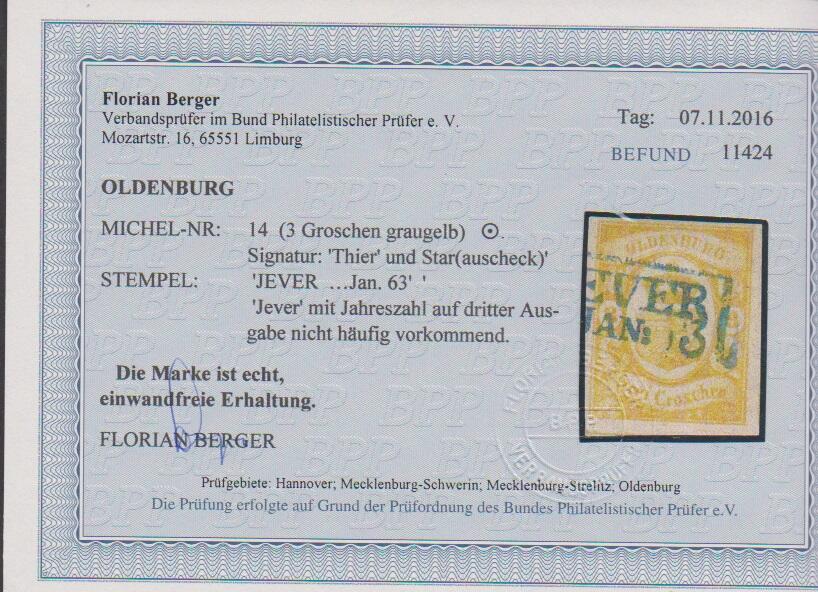 Florian Berger
Verbandsprüfer im Bund Philatelistischer Prüfer e. V.
Mozartstr. 16, 65551 Limburg
Tag: 07.11.2016
BEFUND 11424
OLDENBURG
MICHEL-NR: 14 (3 Groschen graugelb)
Signatur: 'Thier' und Star(auscheck)'
STEMPEL: 'JEVER ...Jan. 63' '
'Jever' mit Jahreszahl auf dritter Aus-
gabe nicht häufig vorkommend.
Die Marke ist echt,
einwandfreie Erhaltung.
FLORIAN BERGER
OLDENBURG
EVER
JAN:
Groschen
BPP
Prüfgebiete: Hannover; Mecklenburg-Schwerin; Mecklenburg-Strelitz; Oldenburg
Die Prüfung erfolgte auf Grund der Prüfordnung des Bundes Philatelistischer Prüfer e.V.